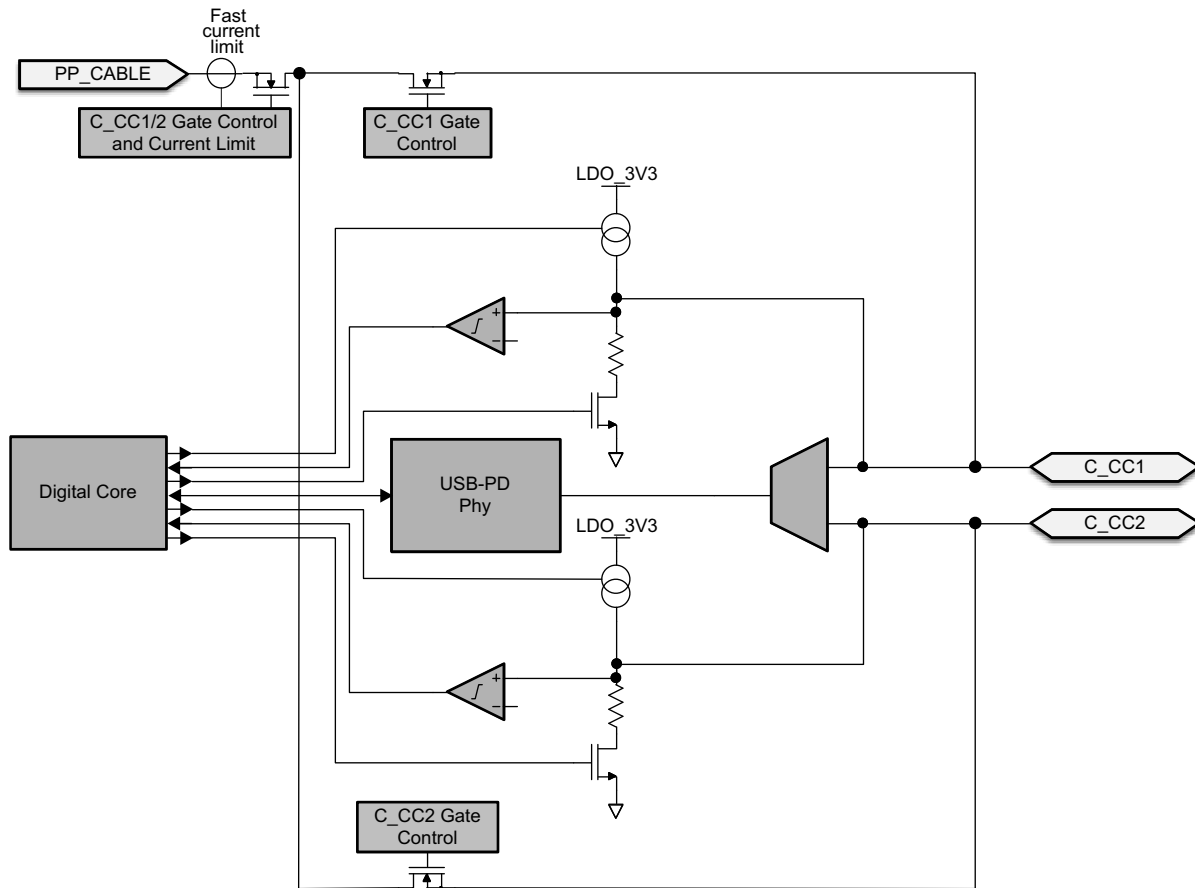 Fast
current
limit
PP_CABLE
C_CC1/2 Gate Control
and Current Limit
C_CC1 Gate
Control
LDO_3V3
+
−
Digital Core
USB-PD
Phy
C_CC1
C_CC2
LDO_3V3
+
−
C_CC2 Gate
Control